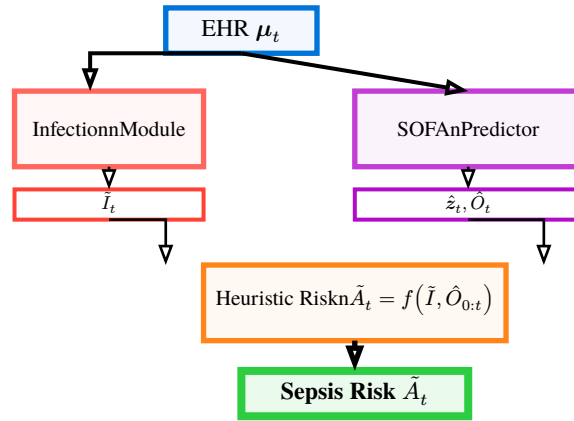 EHR μ_t
InfectionnModule
SOFAnPredictor
Ĩ_t
ẑ_t, Ô_t
Heuristic RisknÃ_t = f(Ĩ, Ô_{0:t})
Sepsis Risk Ã_t